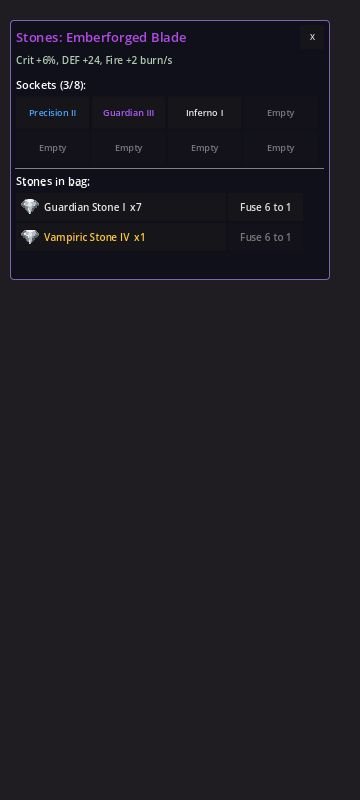 Stones: Emberforged Blade
x
Crit +6%, DEF +24, Fire +2 burn/s
Sockets (3/8):
Precision II
Guardian III
Inferno I
Empty
Empty
Empty
Empty
Empty
Stones in bag:
Guardian Stone I x7
Fuse 6 to 1
Vampiric Stone IV x1
Fuse 6 to 1